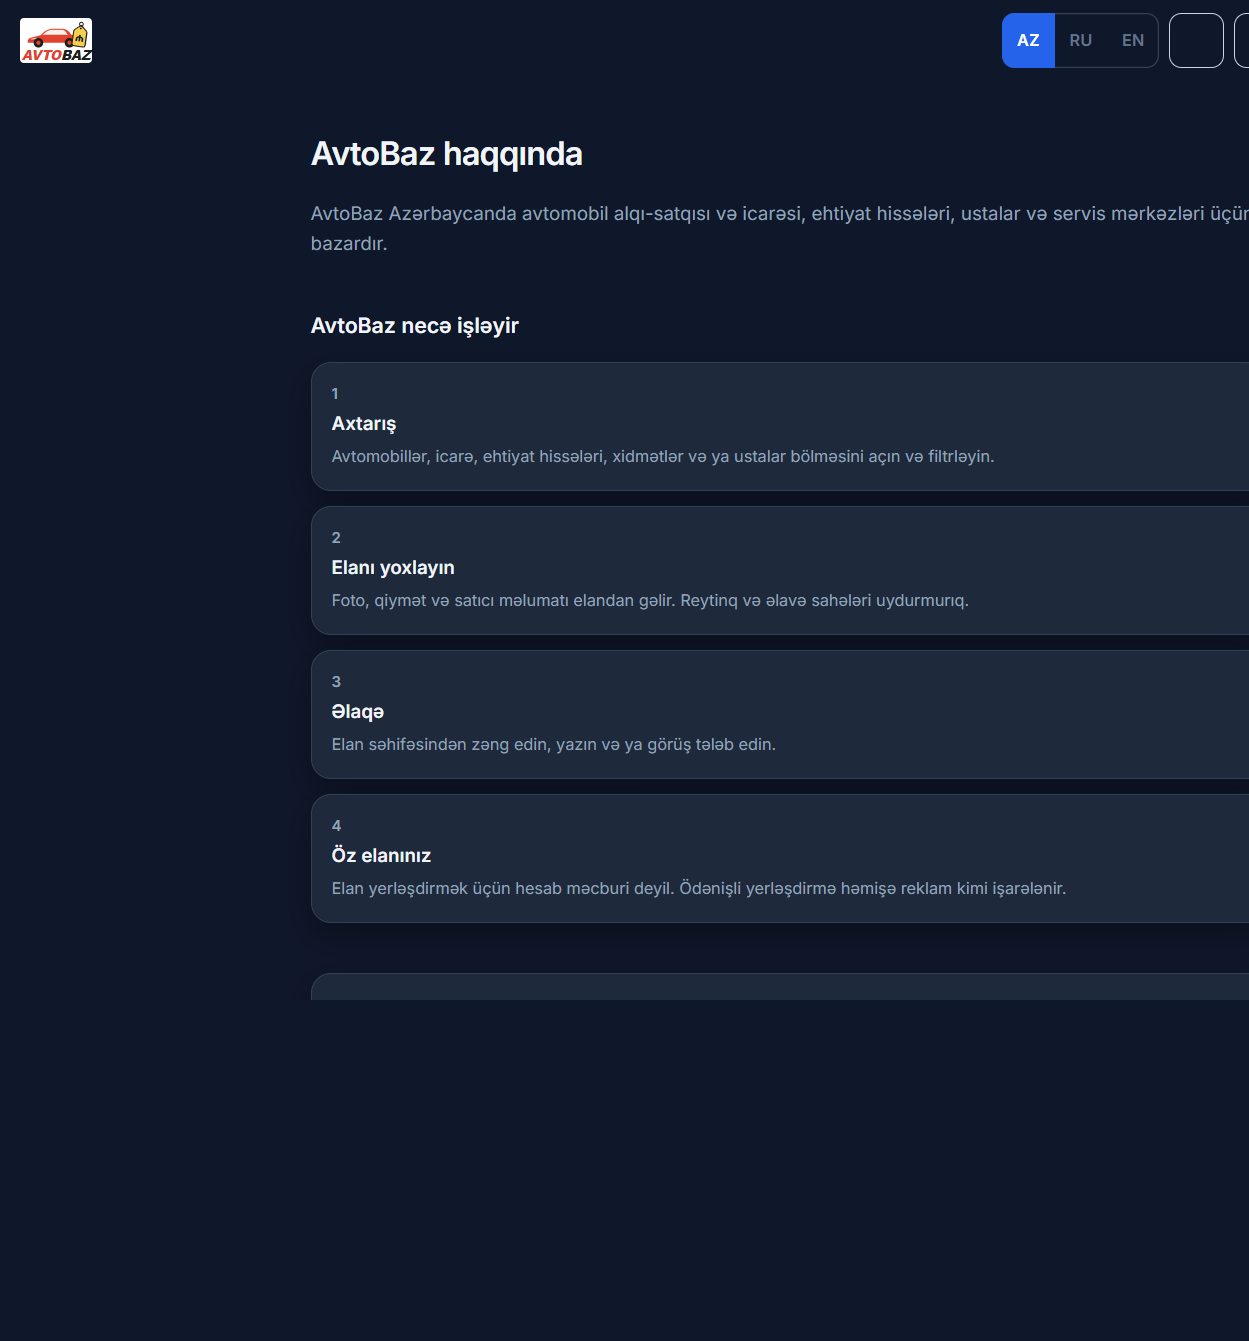 AVTOBAZ
AZ RU EN
AvtoBaz haqqında
AvtoBaz Azərbaycanda avtomobil alqı-satqısı və icarəsi, ehtiyat hissələri, ustalar və servis mərkəzləri üçün
bazardır.
AvtoBaz necə işləyir
1
Axtarış
Avtomobillər, icarə, ehtiyat hissələri, xidmətlər və ya ustalar bölməsini açın və filtrləyin.
2
Elanı yoxlayın
Foto, qiymət və satıcı məlumatı elandan gəlir. Reytinq və əlavə sahələri uydurmuruq.
3
Əlaqə
Elan səhifəsindən zəng edin, yazın və ya görüş tələb edin.
4
Öz elanınız
Elan yerləşdirmək üçün hesab məcburi deyil. Ödənişli yerləşdirmə həmişə reklam kimi işarələnir.